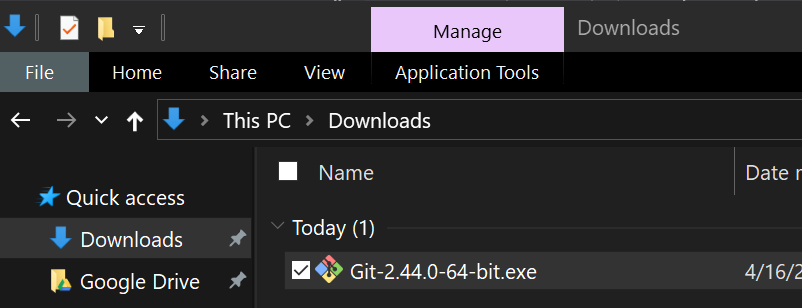 Manage Downloads
File Home Share View Application Tools
This PC Downloads
Name Date
Quick access
Today (1)
Downloads
Git-2.44.0-64-bit.exe 4/16/2
Google Drive